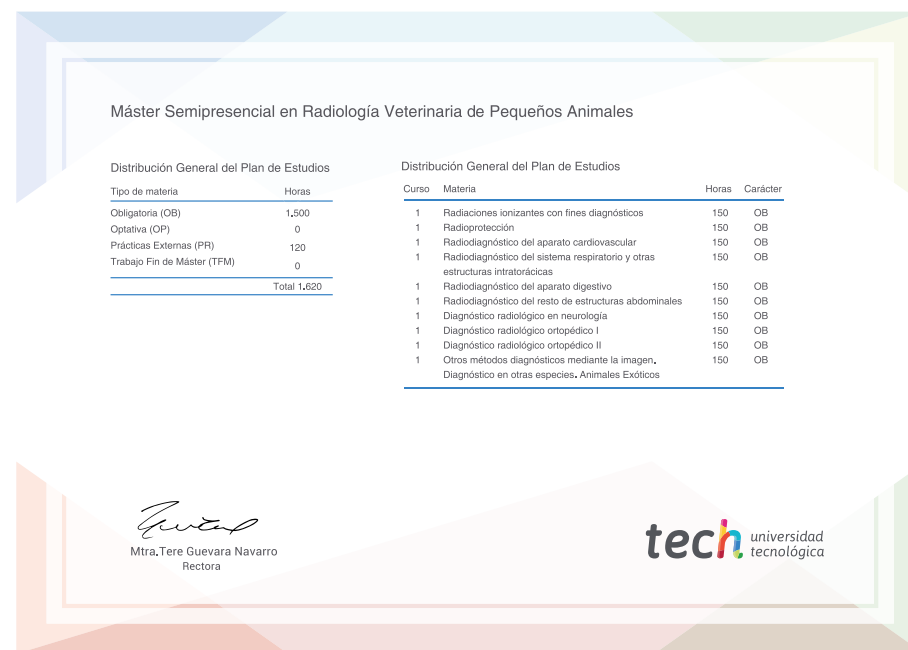 Máster Semipresencial en Radiología Veterinaria de Pequeños Animales
Distribución General del Plan de Estudios
Tipo de materia Horas
Obligatoria (OB) 1.500
Optativa (OP) 0
Prácticas Externas (PR) 120
Trabajo Fin de Máster (TFM) 0
Total 1.620
Distribución General del Plan de Estudios
Curso Materia Horas Carácter
1 Radiaciones ionizantes con fines diagnósticos 150 OB
1 Radioprotección 150 OB
1 Radiodiagnóstico del aparato cardiovascular 150 OB
1 Radiodiagnóstico del sistema respiratorio y otras 150 OB
estructuras intratorácicas
1 Radiodiagnóstico del aparato digestivo 150 OB
1 Radiodiagnóstico del resto de estructuras abdominales 150 OB
1 Diagnóstico radiológico en neurología 150 OB
1 Diagnóstico radiológico ortopédico I 150 OB
1 Diagnóstico radiológico ortopédico II 150 OB
1 Otros métodos diagnósticos mediante la imagen. 150 OB
Diagnóstico en otras especies. Animales Exóticos
Mtra.Tere Guevara Navarro
Rectora
tech universidad
tecnológica